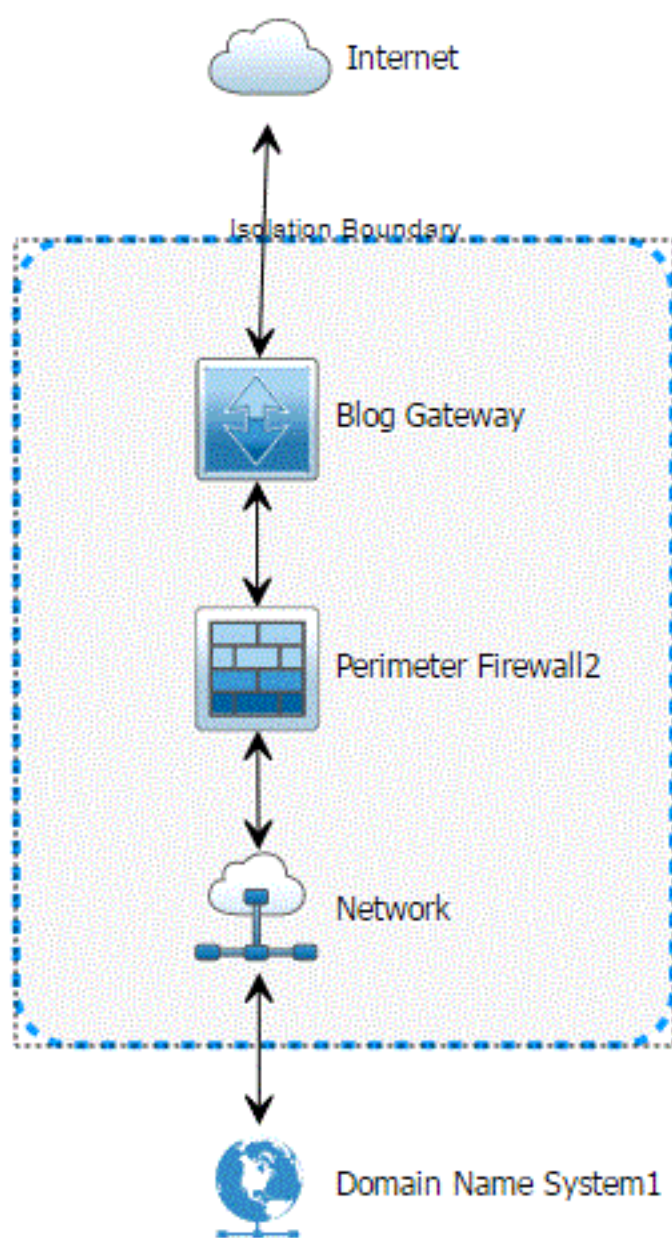 Internet
Isolation Boundary
Blog Gateway
Perimeter Firewall2
Network
Domain Name System1